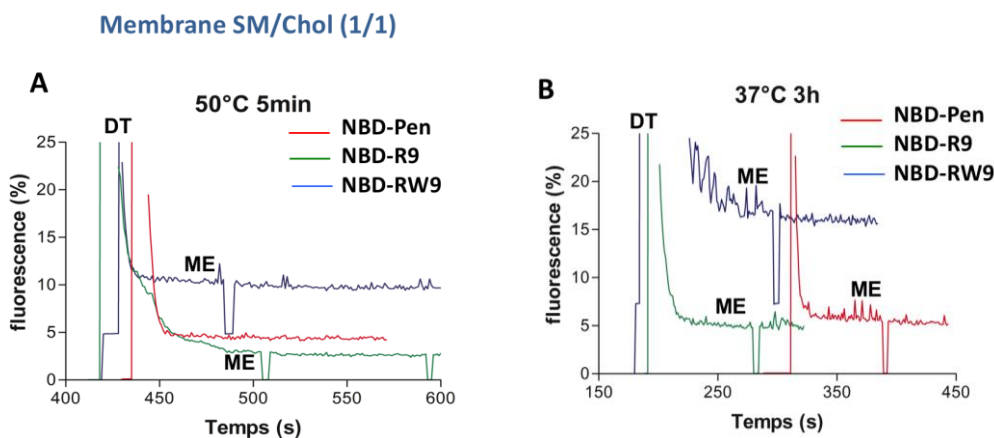 Membrane SM/Chol (1/1)
A
50°C 5min
DT
NBD-Pen
NBD-R9
NBD-RW9
ME
ME
fluorescence (%)
25
20
15
10
5
0
400
450
500
550
600
Temps (s)
B
37°C 3h
DT
NBD-Pen
NBD-R9
NBD-RW9
ME
ME
ME
fluorescence (%)
25
20
15
10
5
0
150
250
350
450
Temps (s)